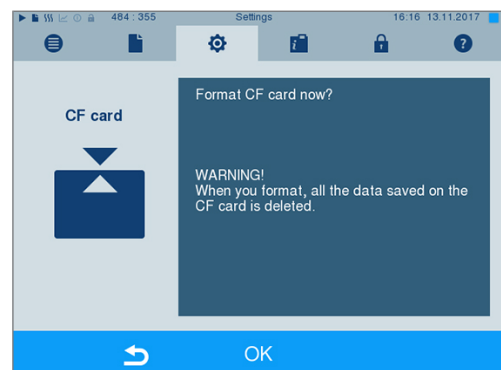 484 : 355 Settings 16:16 13.11.2017
i ?
CF card
Format CF card now?
WARNING!
When you format, all the data saved on the
CF card is deleted.
OK